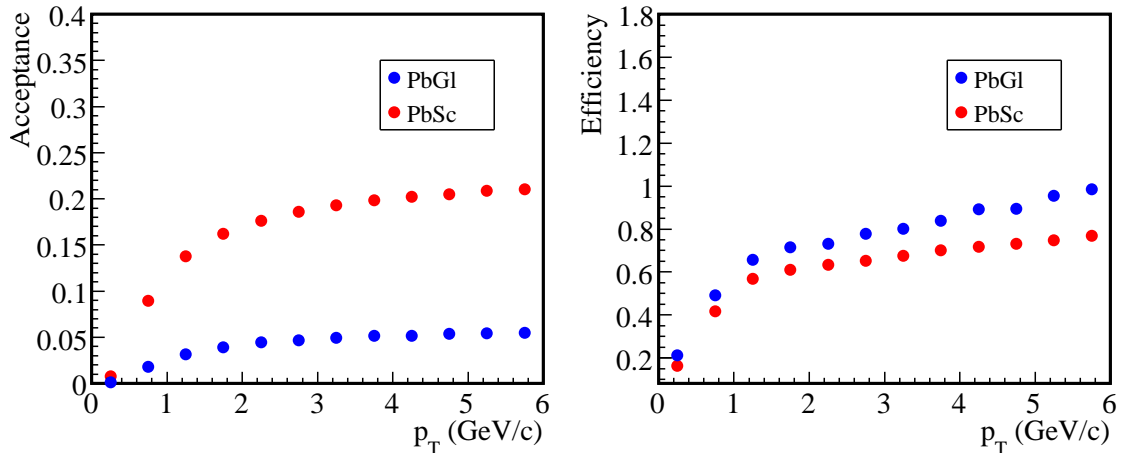 Acceptance
0.4
0.35
0.3
0.25
0.2
0.15
0.1
0.05
0
PbGl
PbSc
0 1 2 3 4 5 6
p_T (GeV/c)
Efficiency
1.8
1.6
1.4
1.2
1
0.8
0.6
0.4
0.2
PbGl
PbSc
0 1 2 3 4 5 6
p_T (GeV/c)